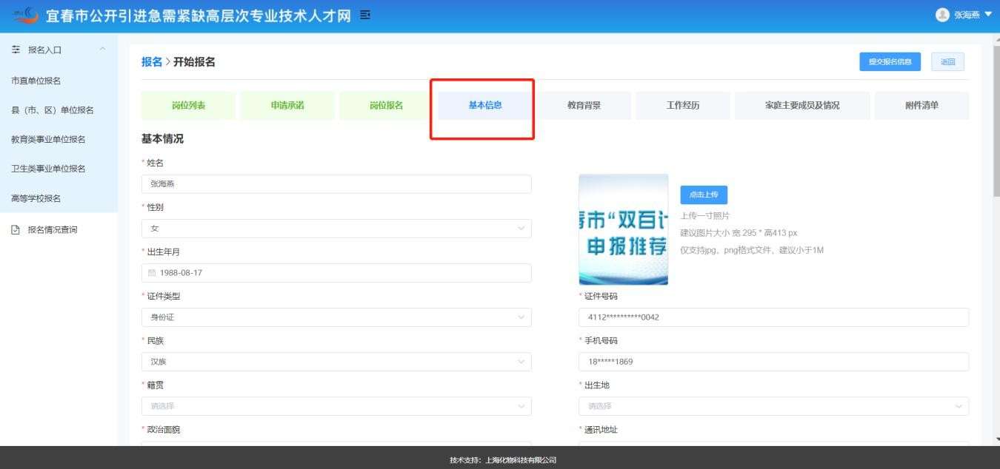 宜春市公开引进急需紧缺高层次专业技术人才网
张海燕
报名入口
市直单位报名
县（市、区）单位报名
教育类事业单位报名
卫生类事业单位报名
高等学校报名
报名情况查询
报名 > 开始报名
提交报名信息
返回
岗位列表
申请承诺
岗位报名
基本信息
教育背景
工作经历
家庭主要成员及情况
附件清单
基本情况
* 姓名
张海燕
* 性别
女
* 出生年月
1988-08-17
春市“双百计
申报推荐
点击上传
上传一寸照片
建议图片大小 宽 295 * 高413 px
仅支持jpg，png格式文件，建议小于1M
* 证件类型
身份证
* 证件号码
4112**********0042
* 民族
汉族
* 手机号码
18*****1869
* 籍贯
请选择
* 出生地
请选择
* 政治面貌
* 通讯地址
技术支持：上海化物科技有限公司